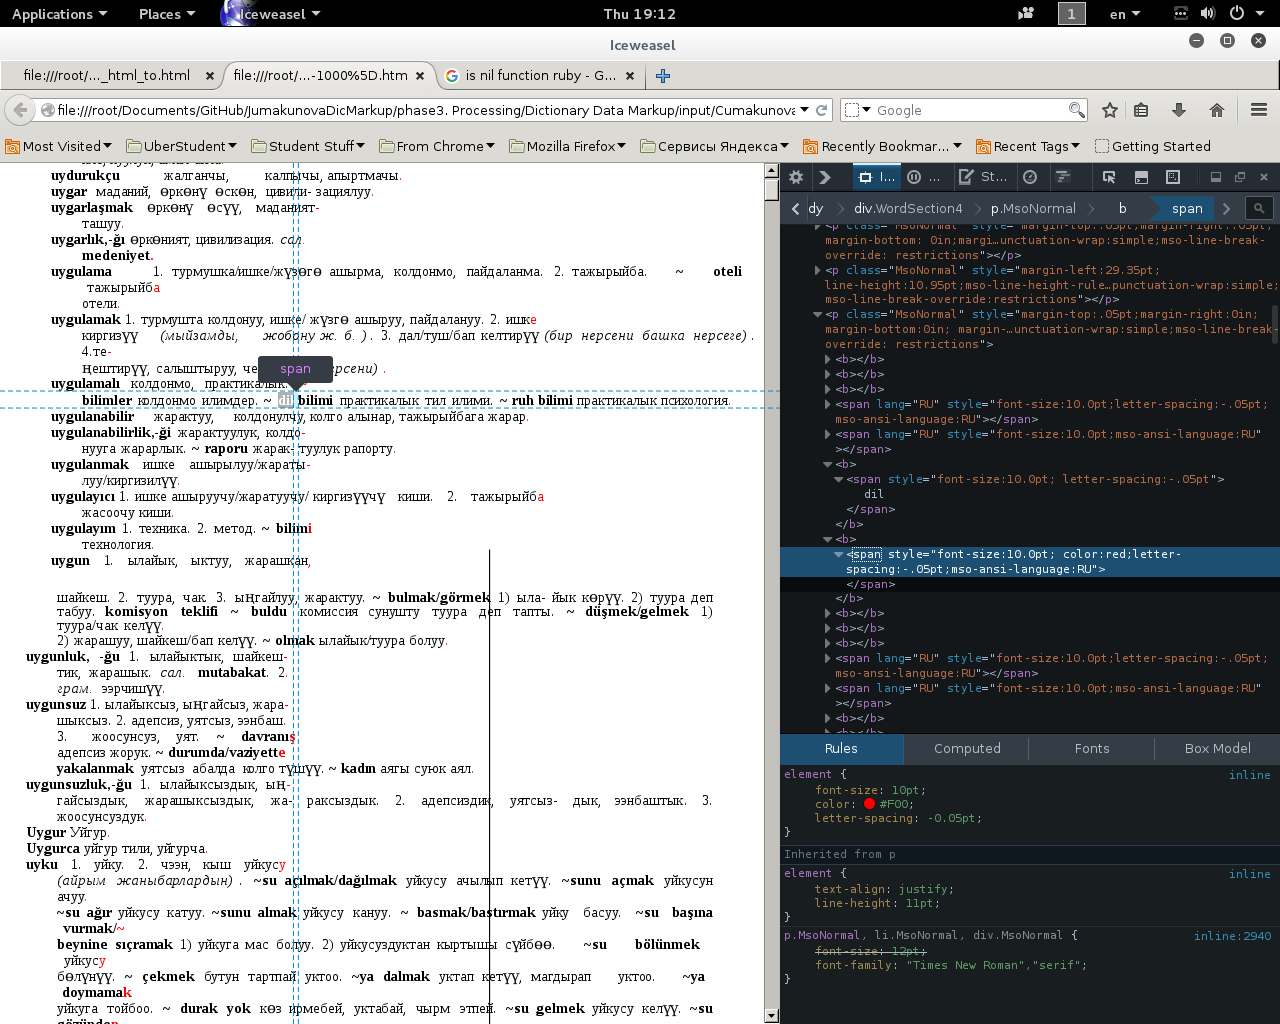 Applications Places Iceweasel Thu 19:12 1 en
Iceweasel
file:///root/..._html_to.html file:///root/...-1000%5D.htm is nil function ruby - G...
file:///root/Documents/GitHub/JumakunovaDicMarkup/phase3. Processing/Dictionary Data Markup/input/Cumakunova Google
Most Visited UberStudent Student Stuff From Chrome Mozilla Firefox Сервисы Яндекса Recently Bookmar... Recent Tags Getting Started
uydurukçu жалганчы, калпычы, апыртмачы.
uygar маданий, өркөнү өскөн, цивили- зациялуу.
uygarlaşmak өркөнү өсүү, маданият-
ташуу.
uygarlık,-ğı өркөният, цивилизация. сал.
medeniyet.
uygulama 1. турмушка/ишке/жүзөгө ашырма, колдонмо, пайдаланма. 2. тажырыйба. ~ oteli
тажырыйба
отели.
uygulamak 1. турмушта колдонуу, ишке/ жүзгө ашыруу, пайдалануу. 2. ишке
киргизүү (мыйзамды, жобону ж. б. ) . 3. дал/туш/бап келтирүү (бир нерсени башка нерсеге) .
4.те-
ңештирүү, салыштыруу, че
uygulamalı колдонмо, практикалык.
bilimler колдонмо илимдер. ~ dil bilimi практикалык тил илими. ~ ruh bilimi практикалык психология.
uygulanabilir жарактуу, колдонулчу, колго алынар, тажырыйбага жарар.
uygulanabilirlik,-ği жарактуулук, колдо-
нууга жарарлык. ~ raporu жарак- туулук рапорту.
uygulanmak ишке ашырылуу/жараты-
луу/киргизилүү.
uygulayıcı 1. ишке ашыруучу/жаратуучу/ киргизүүчү киши. 2. тажырыйба
жасоочу киши.
uygulayım 1. техника. 2. метод. ~ bilimi
технология.
uygun 1. ылайык, ыктуу, жарашкан,
шайкеш. 2. туура, чак. 3. ыңгайлуу, жарактуу. ~ bulmak/görmek 1) ыла- йык көрүү. 2) туура деп
табуу. komisyon teklifi ~ buldu комиссия сунушту туура деп тапты. ~ düşmek/gelmek 1)
туура/чак келүү.
2) жарашуу, шайкеш/бап келүү. ~ olmak ылайык/туура болуу.
uygunluk, -ğu 1. ылайыктык, шайкеш-
тик, жарашык. сал. mutabakat. 2.
грам. ээрчишүү.
uygunsuz 1. ылайыксыз, ыңгайсыз, жара-
шыксыз. 2. адепсиз, уятсыз, ээнбаш.
3. жоосунсуз, уят. ~ davranış
адепсиз жорук. ~ durumda/vaziyette
yakalanmak уятсыз абалда колго түшүү. ~ kadın аягы суюк аял.
uygunsuzluk,-ğu 1. ылайыксыздык, ың-
гайсыздык, жарашыксыздык, жа- раксыздык. 2. адепсиздик, уятсыз- дык, ээнбаштык. 3.
жоосунсуздук.
Uygur Уйгур.
Uygurca уйгур тили, уйгурча.
uyku 1. уйку. 2. чээн, кыш уйкусу
(айрым жаныбарлардын) . ~su açılmak/dağılmak уйкусу ачылып кетүү. ~sunu açmak уйкусун
ачуу.
~su ağır уйкусу катуу. ~sunu almak уйкусу кануу. ~ basmak/bastırmak уйку басуу. ~su başına
vurmak/~
beynine sıçramak 1) уйкуга мас болуу. 2) уйкусуздуктан кыртышы сүйбөө. ~su bölünmek
уйкусу
бөлүнүү. ~ çekmek бутун тартпай уктоо. ~ya dalmak уктап кетүү, магдырап уктоо. ~ya
doymamak
уйкуга тойбоо. ~ durak yok көз ирмебей, уктабай, чырм этпей. ~su gelmek уйкусу келүү. ~su
span
I... ... St...
dy div.WordSection4 p.MsoNormal b span
<p class="MsoNormal" style="margin-top:.05pt;margin-right:.05pt;
margin-bottom: 0in;margi…unctuation-wrap:simple;mso-line-break-
override: restrictions"></p>
<p class="MsoNormal" style="margin-left:29.35pt;
line-height:10.95pt;mso-line-height-rule…punctuation-wrap:simple;
mso-line-break-override:restrictions"></p>
<p class="MsoNormal" style="margin-top:.05pt;margin-right:0in;
margin-bottom:0in; margin-…unctuation-wrap:simple;mso-line-break-
override: restrictions">
<b></b>
<b></b>
<b></b>
<span lang="RU" style="font-size:10.0pt;letter-spacing:-.05pt;
mso-ansi-language:RU"></span>
<span lang="RU" style="font-size:10.0pt;mso-ansi-language:RU"
></span>
<b>
<span style="font-size:10.0pt; letter-spacing:-.05pt">
dil
</span>
</b>
<b>
<span style="font-size:10.0pt; color:red;letter-
spacing:-.05pt;mso-ansi-language:RU">
</span>
</b>
<b></b>
<b></b>
<b></b>
<span lang="RU" style="font-size:10.0pt;letter-spacing:-.05pt;
mso-ansi-language:RU"></span>
<span lang="RU" style="font-size:10.0pt;mso-ansi-language:RU"
></span>
<b></b>
Rules Computed Fonts Box Model
element { inline
font-size: 10pt;
color: #F00;
letter-spacing: -0.05pt;
}
Inherited from p
element { inline
text-align: justify;
line-height: 11pt;
}
p.MsoNormal, li.MsoNormal, div.MsoNormal { inline:2940
font-size: 12pt;
font-family: "Times New Roman","serif";
}